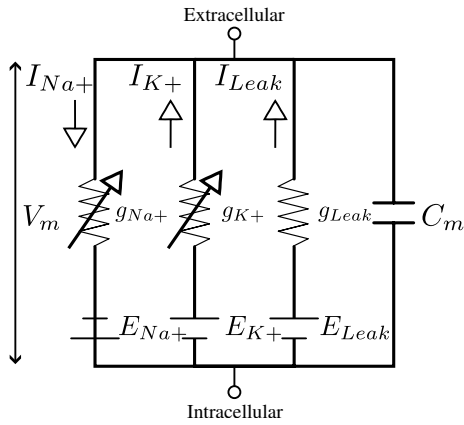 Extracellular
I_{Na+} I_{K+} I_{Leak}
V_m g_{Na+} g_{K+} g_{Leak} C_m
E_{Na+} E_{K+} E_{Leak}
Intracellular